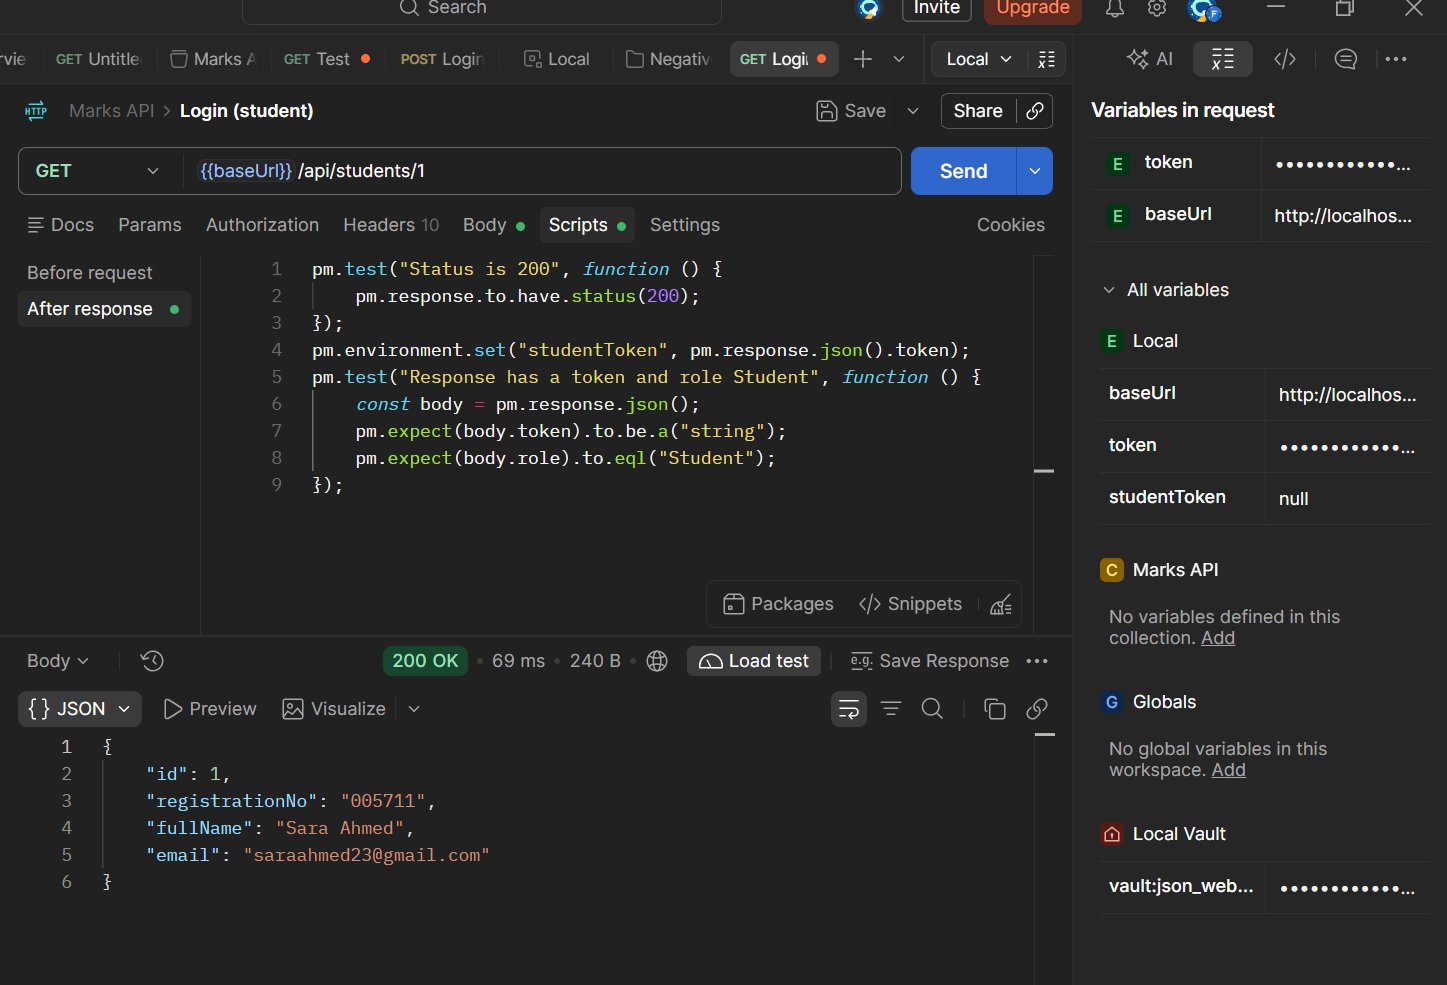 Search
Invite
Upgrade
GET Untitle
Marks A
GET Test
POST Login
Local
Negativ
GET Logi
Local
AI
HTTP
Marks API > Login (student)
Save
Share
GET
{{baseUrl}} /api/students/1
Send
Docs
Params
Authorization
Headers 10
Body
Scripts
Settings
Cookies
Before request
After response
1 pm.test("Status is 200", function () {
2 pm.response.to.have.status(200);
3 });
4 pm.environment.set("studentToken", pm.response.json().token);
5 pm.test("Response has a token and role Student", function () {
6 const body = pm.response.json();
7 pm.expect(body.token).to.be.a("string");
8 pm.expect(body.role).to.eql("Student");
9 });
Packages
Snippets
Body
200 OK • 69 ms • 240 B
Load test
e.g. Save Response
{} JSON
Preview
Visualize
1 {
2 "id": 1,
3 "registrationNo": "005711",
4 "fullName": "Sara Ahmed",
5 "email": "saraahmed23@gmail.com"
6 }
Variables in request
E token ••••••••••••...
E baseUrl http://localhos...
All variables
E Local
baseUrl http://localhos...
token ••••••••••••...
studentToken null
C Marks API
No variables defined in this
collection. Add
G Globals
No global variables in this
workspace. Add
Local Vault
vault:json_web... ••••••••••••...